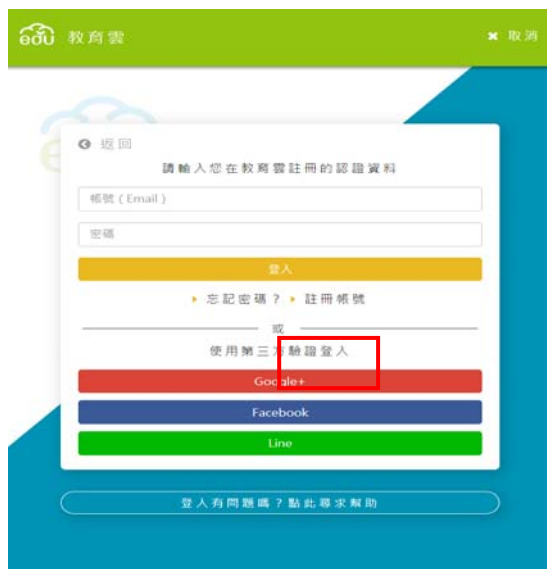 edu 教育雲
✖ 取消
返回
請輸入您在教育雲註冊的認證資料
帳號 ( Email )
密碼
登入
忘記密碼？ 註冊帳號
或
使用第三方驗證登入
Google+
Facebook
Line
登入有問題嗎？點此尋求幫助